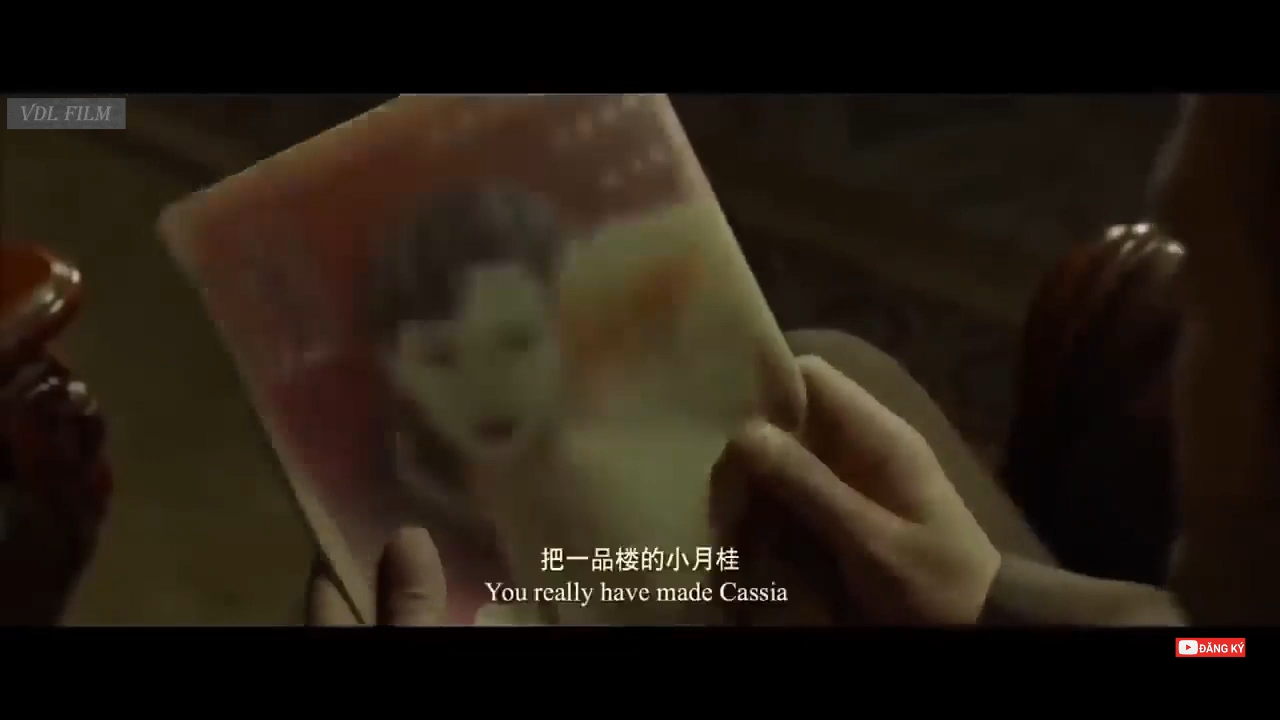 VDL FILM
把一品楼的小月桂
You really have made Cassia
ĐĂNG KÝ